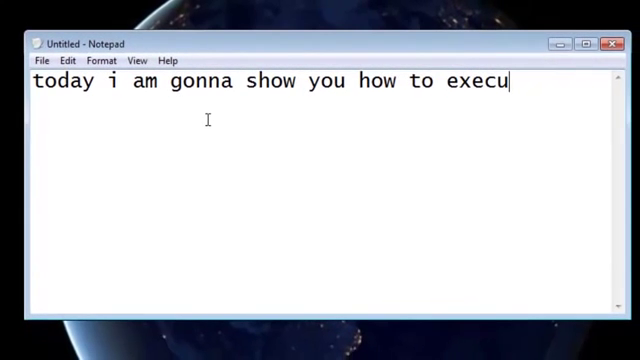 Untitled - Notepad
File Edit Format View Help
today i am gonna show you how to execu